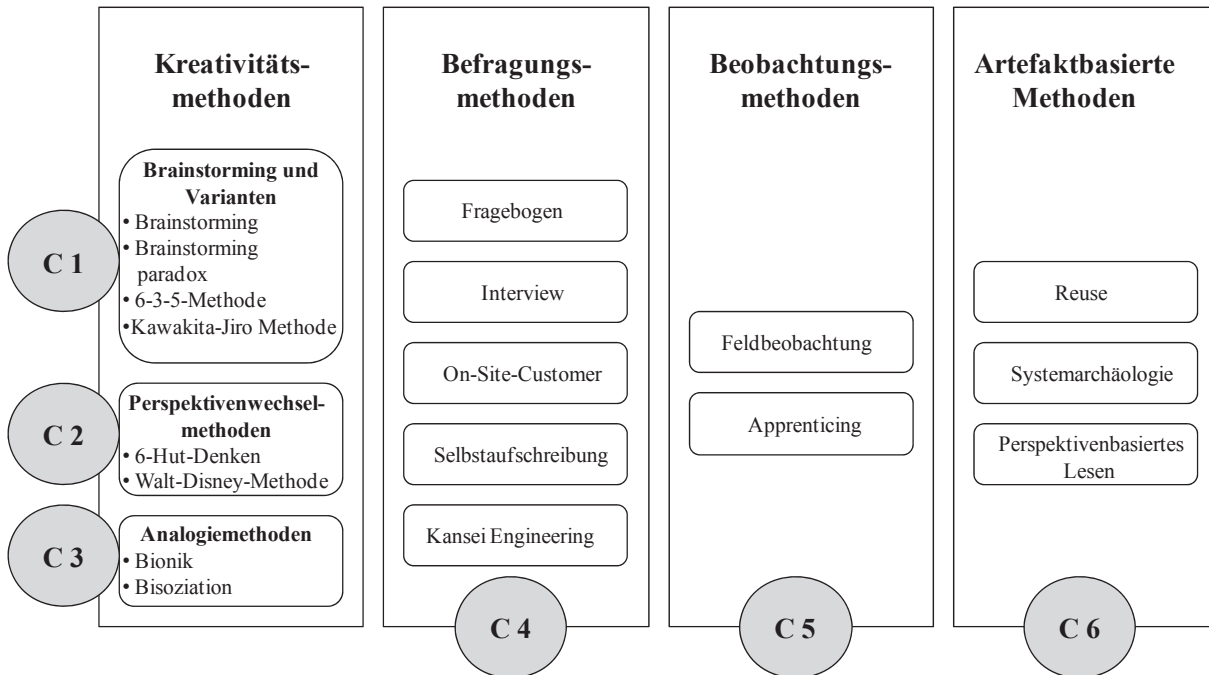 Kreativitäts-
methoden
Brainstorming und
Varianten
• Brainstorming
• Brainstorming
paradox
• 6-3-5-Methode
•Kawakita-Jiro Methode
C 1
Perspektivenwechsel-
methoden
• 6-Hut-Denken
• Walt-Disney-Methode
C 2
Analogiemethoden
• Bionik
• Bisoziation
C 3
Befragungs-
methoden
Fragebogen
Interview
On-Site-Customer
Selbstaufschreibung
Kansei Engineering
C 4
Beobachtungs-
methoden
Feldbeobachtung
Apprenticing
C 5
Artefaktbasierte
Methoden
Reuse
Systemarchäologie
Perspektivenbasiertes
Lesen
C 6